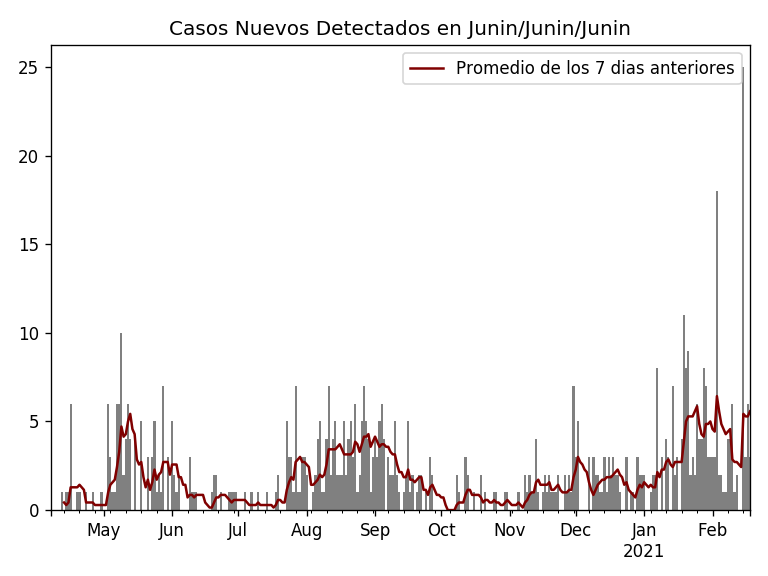 Casos Nuevos Detectados en Junin/Junin/Junin
Promedio de los 7 dias anteriores
25
20
15
10
5
0
May Jun Jul Aug Sep Oct Nov Dec Jan Feb
2021